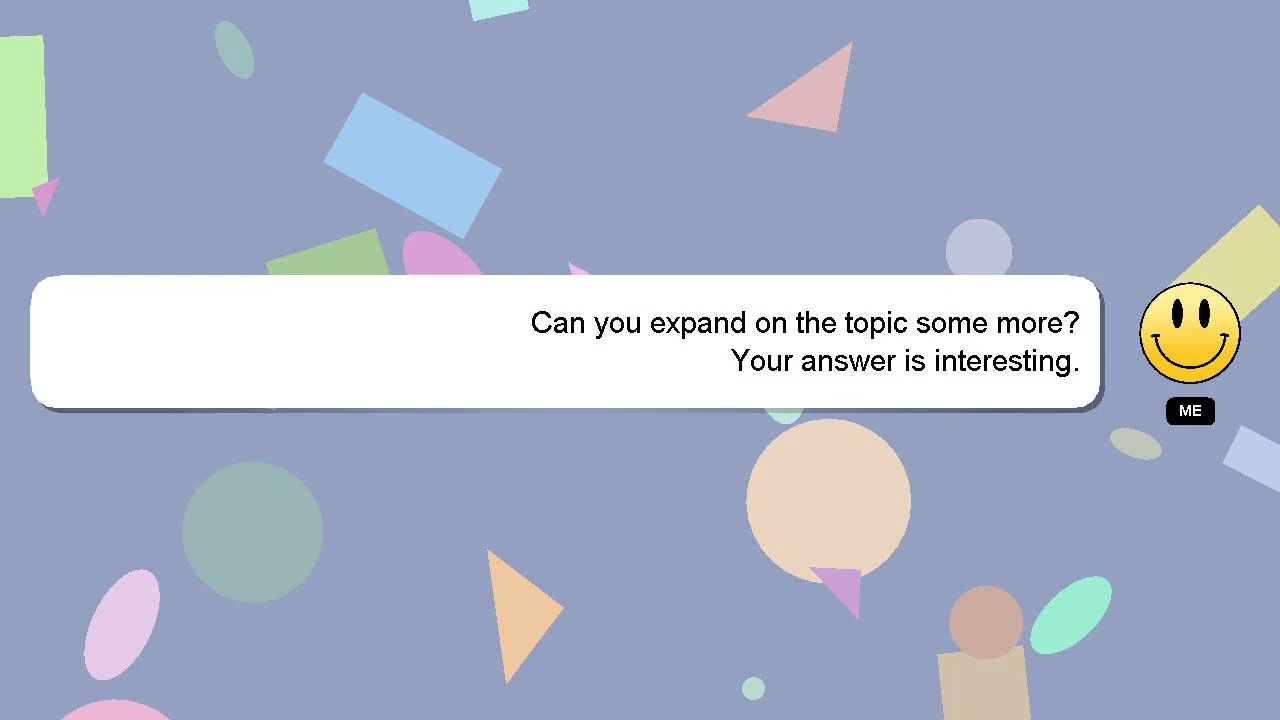 Can you expand on the topic some more?
Your answer is interesting.
ME